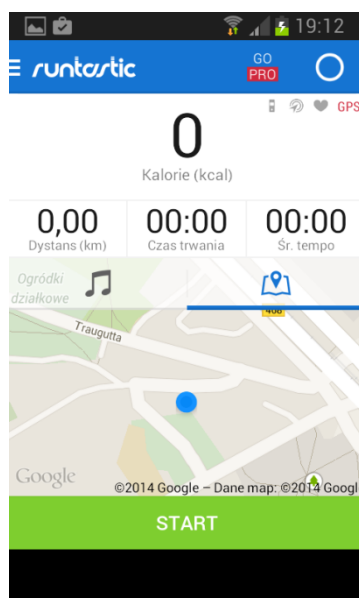 19:12
runtastic
GO
PRO
GPS
0
Kalorie (kcal)
0,00
00:00
00:00
Dystans (km)
Czas trwania
Śr. tempo
Ogródki
działkowe
468
Traugutta
Google
©2014 Google – Dane map: ©2014 Googl
START